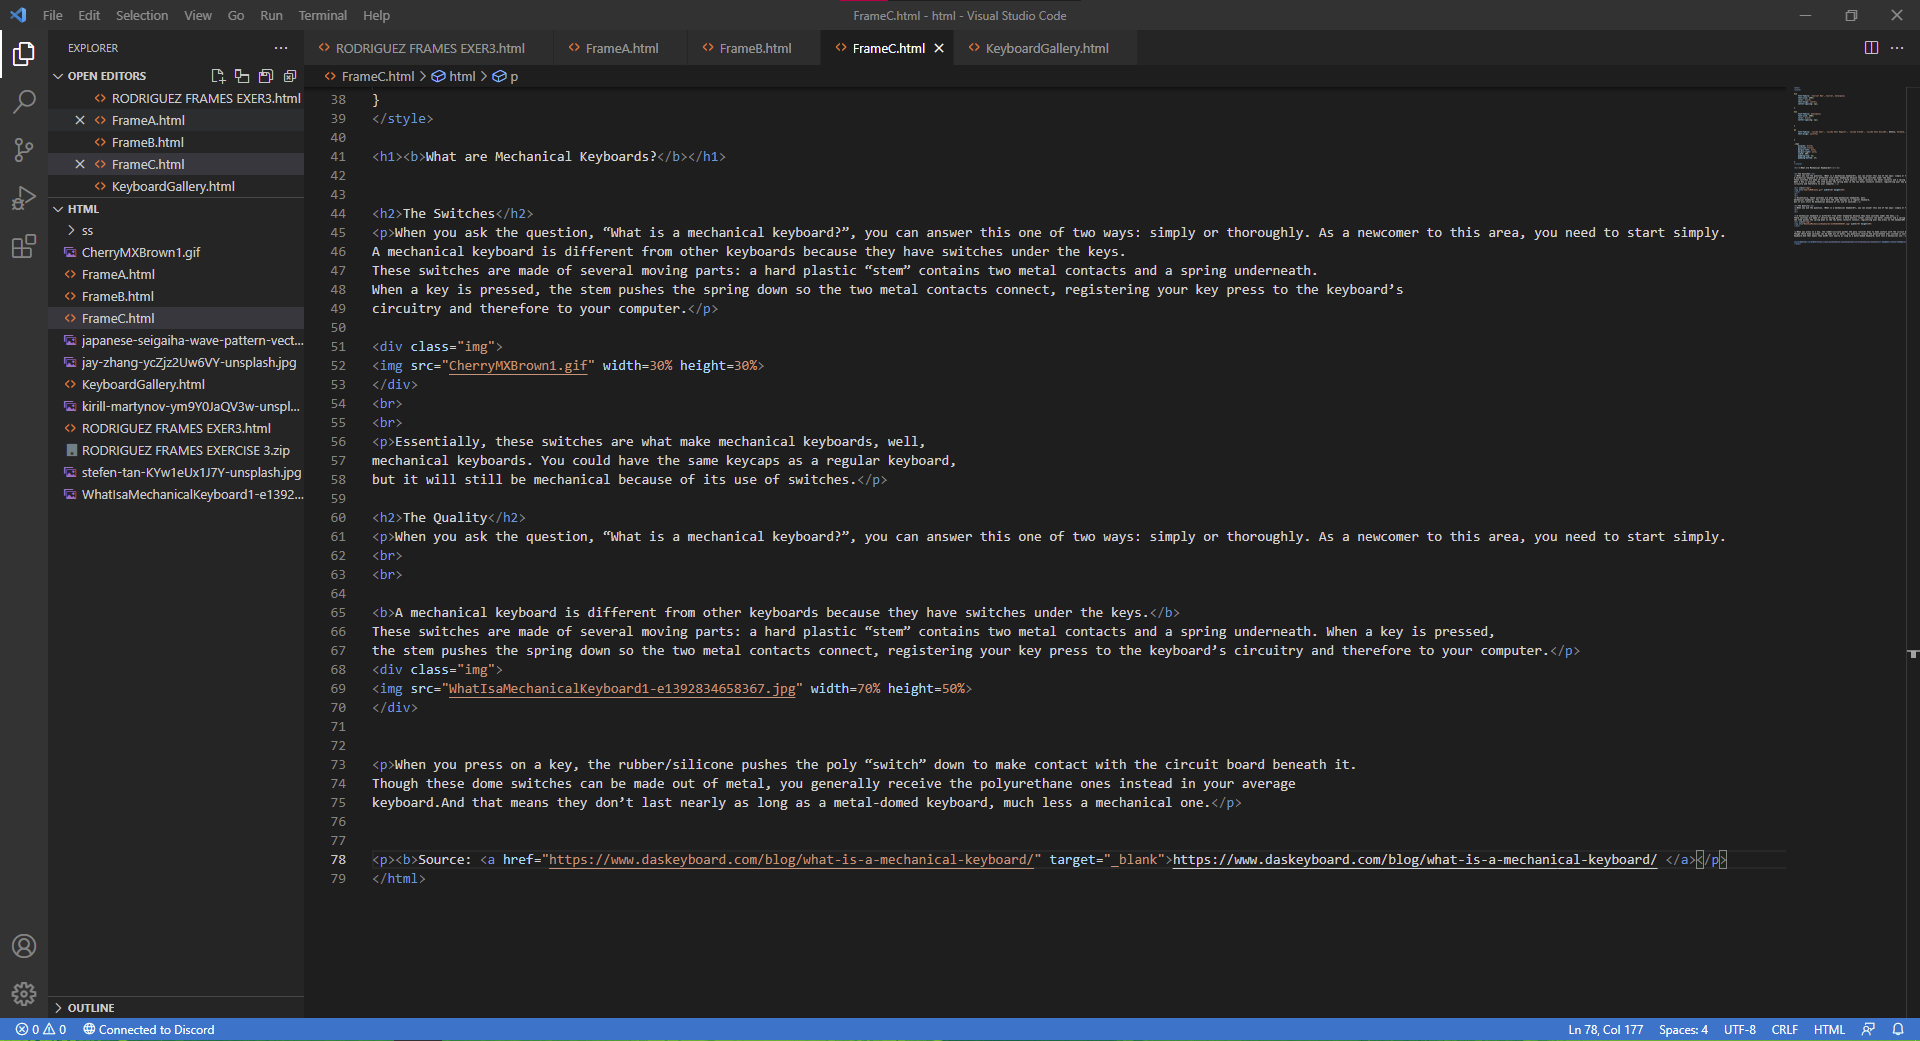 File Edit Selection View Go Run Terminal Help
FrameC.html - html - Visual Studio Code
EXPLORER
OPEN EDITORS
RODRIGUEZ FRAMES EXER3.html
FrameA.html
FrameB.html
FrameC.html
KeyboardGallery.html
HTML
ss
CherryMXBrown1.gif
FrameA.html
FrameB.html
FrameC.html
japanese-seigaiha-wave-pattern-vect...
jay-zhang-ycZjz2Uw6VY-unsplash.jpg
KeyboardGallery.html
kirill-martynov-ym9Y0JaQV3w-unspl...
RODRIGUEZ FRAMES EXER3.html
RODRIGUEZ FRAMES EXERCISE 3.zip
stefen-tan-KYw1eUx1J7Y-unsplash.jpg
WhatIsaMechanicalKeyboard1-e1392...
OUTLINE
RODRIGUEZ FRAMES EXER3.html FrameA.html FrameB.html FrameC.html KeyboardGallery.html
FrameC.html > html > p
38 }
39 </style>
40
41 <h1><b>What are Mechanical Keyboards?</b></h1>
42
43
44 <h2>The Switches</h2>
45 <p>When you ask the question, “What is a mechanical keyboard?”, you can answer this one of two ways: simply or thoroughly. As a newcomer to this area, you need to start simply.
46 A mechanical keyboard is different from other keyboards because they have switches under the keys.
47 These switches are made of several moving parts: a hard plastic “stem” contains two metal contacts and a spring underneath.
48 When a key is pressed, the stem pushes the spring down so the two metal contacts connect, registering your key press to the keyboard’s
49 circuitry and therefore to your computer.</p>
50
51 <div class="img">
52 <img src="CherryMXBrown1.gif" width=30% height=30%>
53 </div>
54 <br>
55 <br>
56 <p>Essentially, these switches are what make mechanical keyboards, well,
57 mechanical keyboards. You could have the same keycaps as a regular keyboard,
58 but it will still be mechanical because of its use of switches.</p>
59
60 <h2>The Quality</h2>
61 <p>When you ask the question, “What is a mechanical keyboard?”, you can answer this one of two ways: simply or thoroughly. As a newcomer to this area, you need to start simply.
62 <br>
63 <br>
64
65 <b>A mechanical keyboard is different from other keyboards because they have switches under the keys.</b>
66 These switches are made of several moving parts: a hard plastic “stem” contains two metal contacts and a spring underneath. When a key is pressed,
67 the stem pushes the spring down so the two metal contacts connect, registering your key press to the keyboard’s circuitry and therefore to your computer.</p>
68 <div class="img">
69 <img src="WhatIsaMechanicalKeyboard1-e1392834658367.jpg" width=70% height=50%>
70 </div>
71
72
73 <p>When you press on a key, the rubber/silicone pushes the poly “switch” down to make contact with the circuit board beneath it.
74 Though these dome switches can be made out of metal, you generally receive the polyurethane ones instead in your average
75 keyboard.And that means they don’t last nearly as long as a metal-domed keyboard, much less a mechanical one.</p>
76
77
78 <p><b>Source: <a href="https://www.daskeyboard.com/blog/what-is-a-mechanical-keyboard/" target="_blank">https://www.daskeyboard.com/blog/what-is-a-mechanical-keyboard/ </a></p>
79 </html>
0 0 Connected to Discord
Ln 78, Col 177 Spaces: 4 UTF-8 CRLF HTML